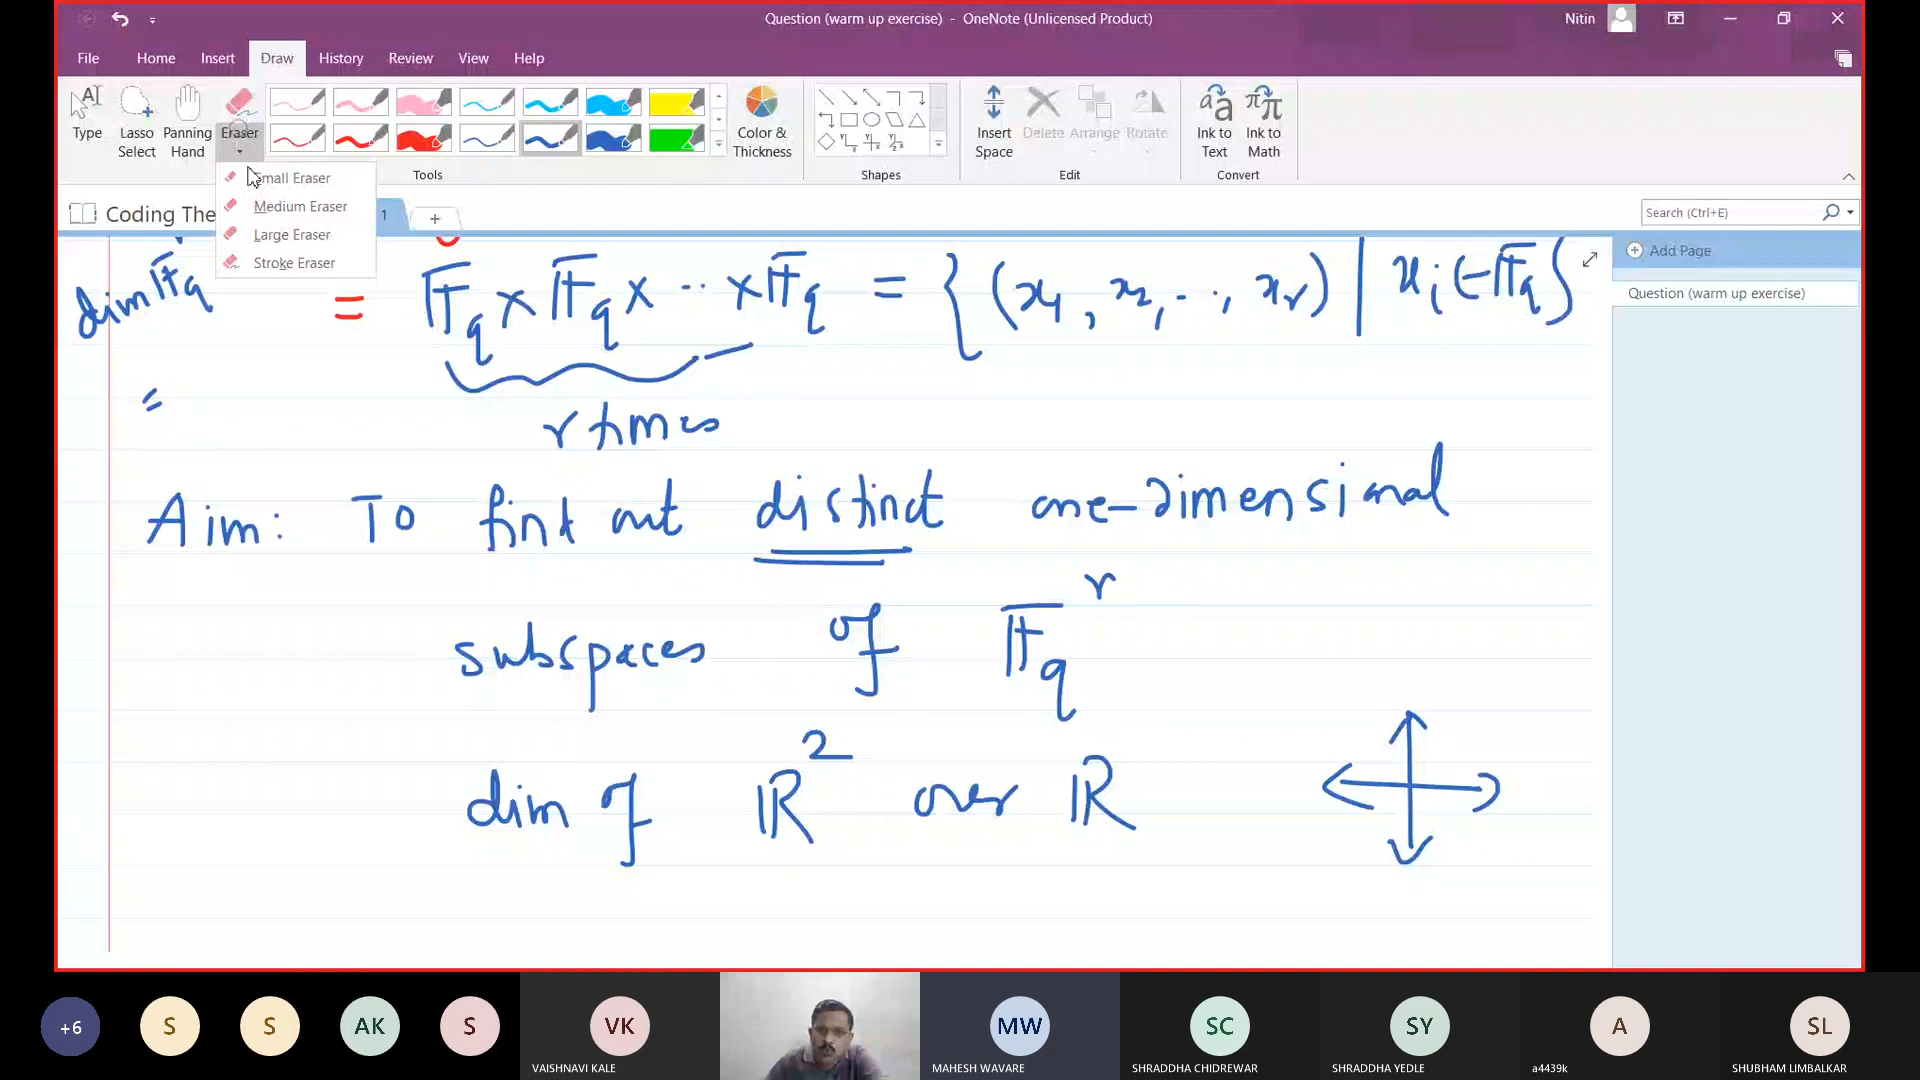 Question (warm up exercise) - OneNote (Unlicensed Product)
Nitin
File Home Insert Draw History Review View Help
Type
Lasso Select
Panning Hand
Eraser
Color & Thickness
Insert Space
Delete
Arrange
Rotate
Ink to Text
Ink to Math
Tools
Shapes
Edit
Convert
Small Eraser
Medium Eraser
Large Eraser
Stroke Eraser
Coding The
1
+
Search (Ctrl+E)
Add Page
Question (warm up exercise)
dim 𝔽q
= 𝔽q × 𝔽q × ·· × 𝔽q = { (x1, x2, .., xr) | xi ∈ 𝔽q }
=
r times
Aim: To find out distinct one-dimensional
subspaces of 𝔽q^r
dim of ℝ^2 over ℝ
+6
S
S
AK
S
VK
MW
SC
SY
A
SL
VAISHNAVI KALE
MAHESH WAVARE
SHRADDHA CHIDREWAR
SHRADDHA YEDLE
a4439k
SHUBHAM LIMBALKAR